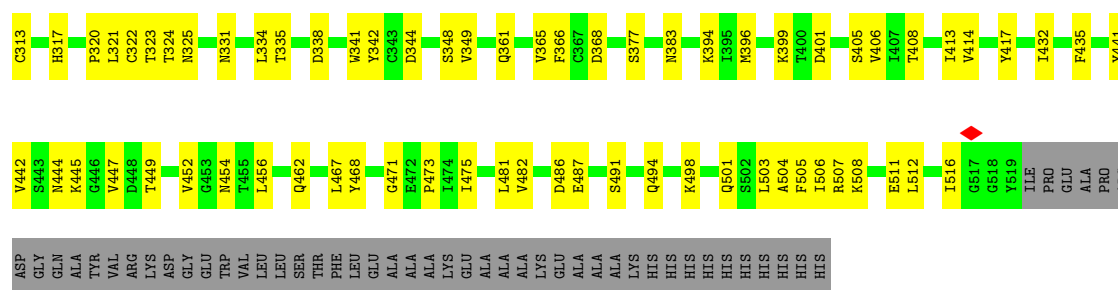 C313 H317 P320 L321 C322 T323 T324 N325 N331 L334 T335 D338 W341 Y342 C343 D344 S348 V349 Q361 V365 F366 C367 D368 S377 N383 K394 I395 M396 K399 T400 D401 S405 V406 I407 T408 I413 V414 Y417 I432 F435 Y441
V442 S443 N444 K445 G446 V447 D448 T449 V452 G453 N454 T455 L456 Q462 L467 Y468 G471 E472 P473 I474 I475 L481 V482 D486 E487 S491 Q494 K498 Q501 S502 L503 A504 F505 I506 R507 K508 E511 L512 I516 G517 G518 Y519 ILE PRO GLU ALA PRO
ASP GLY GLN ALA TYR VAL ARG LYS ASP GLY GLU TRP VAL LEU LEU SER THR PHE LEU GLU ALA ALA ALA LYS GLU ALA ALA ALA LYS GLU ALA ALA ALA LYS HIS HIS HIS HIS HIS HIS HIS HIS